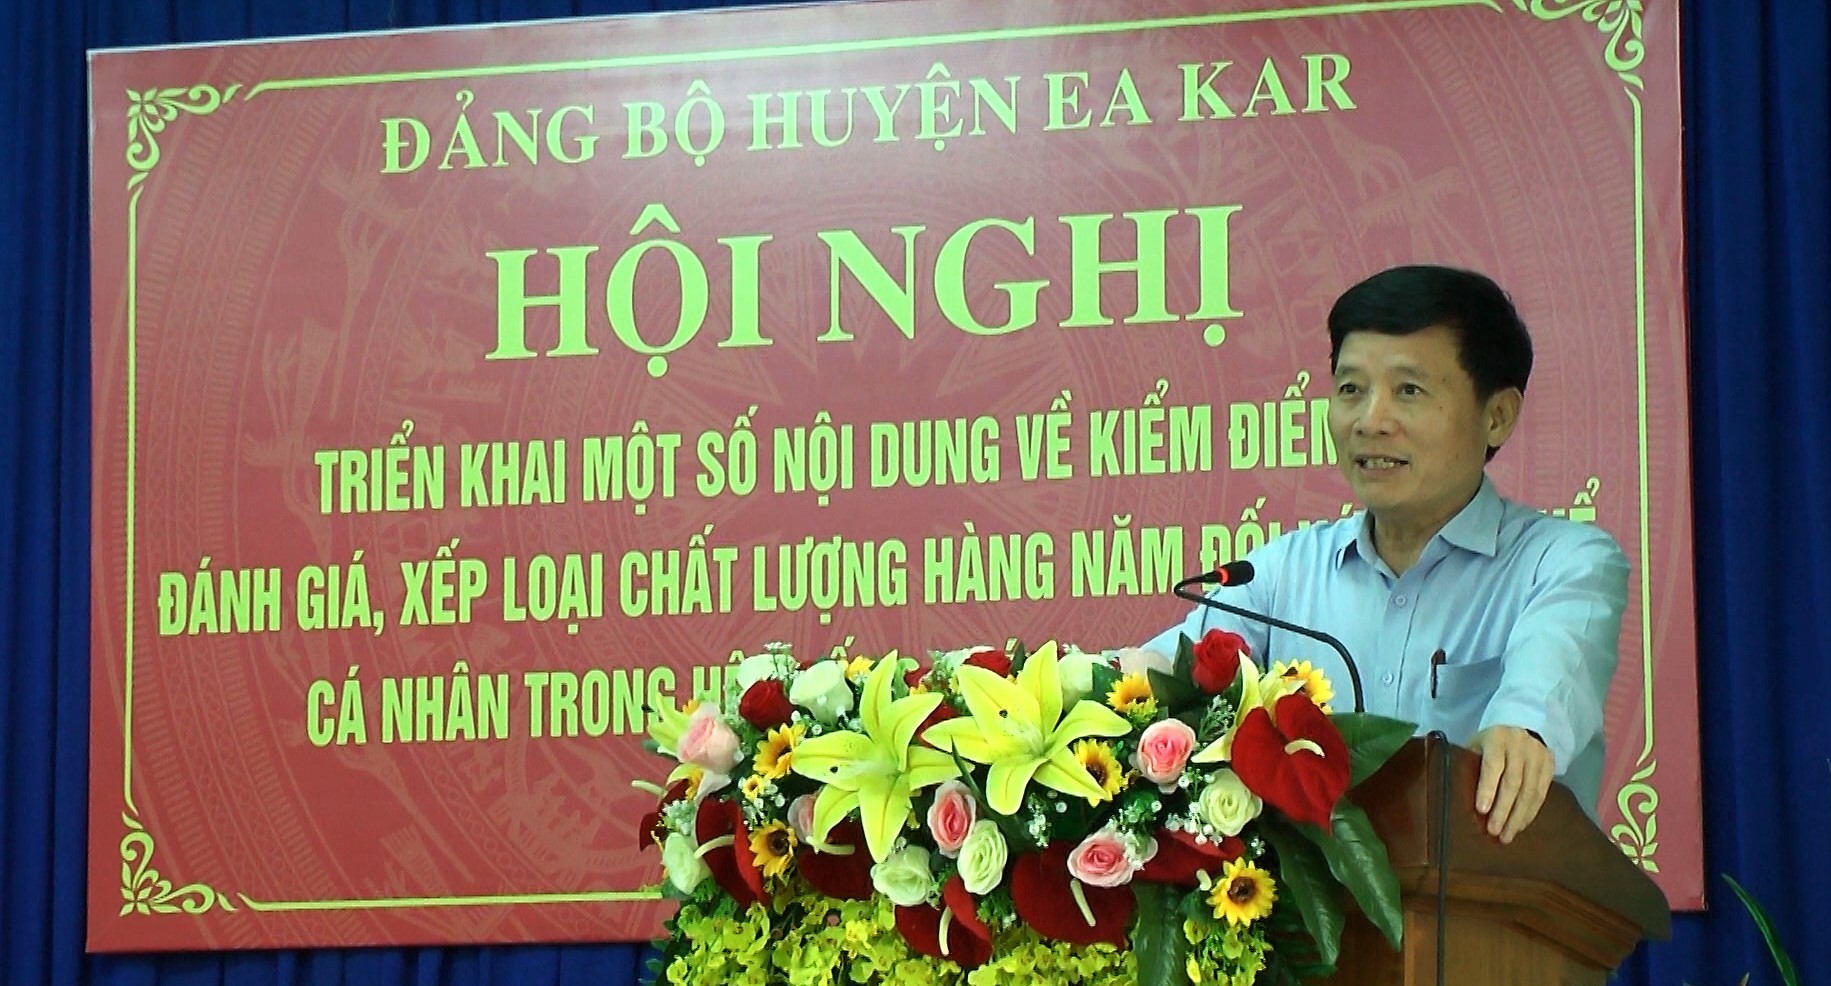 ĐẢNG BỘ HUYỆN EA KAR
HỘI NGHỊ
TRIỂN KHAI MỘT SỐ NỘI DUNG VỀ KIỂM ĐIỂM
ĐÁNH GIÁ, XẾP LOẠI CHẤT LƯỢNG HÀNG NĂM ĐỐI
CÁ NHÂN TRONG